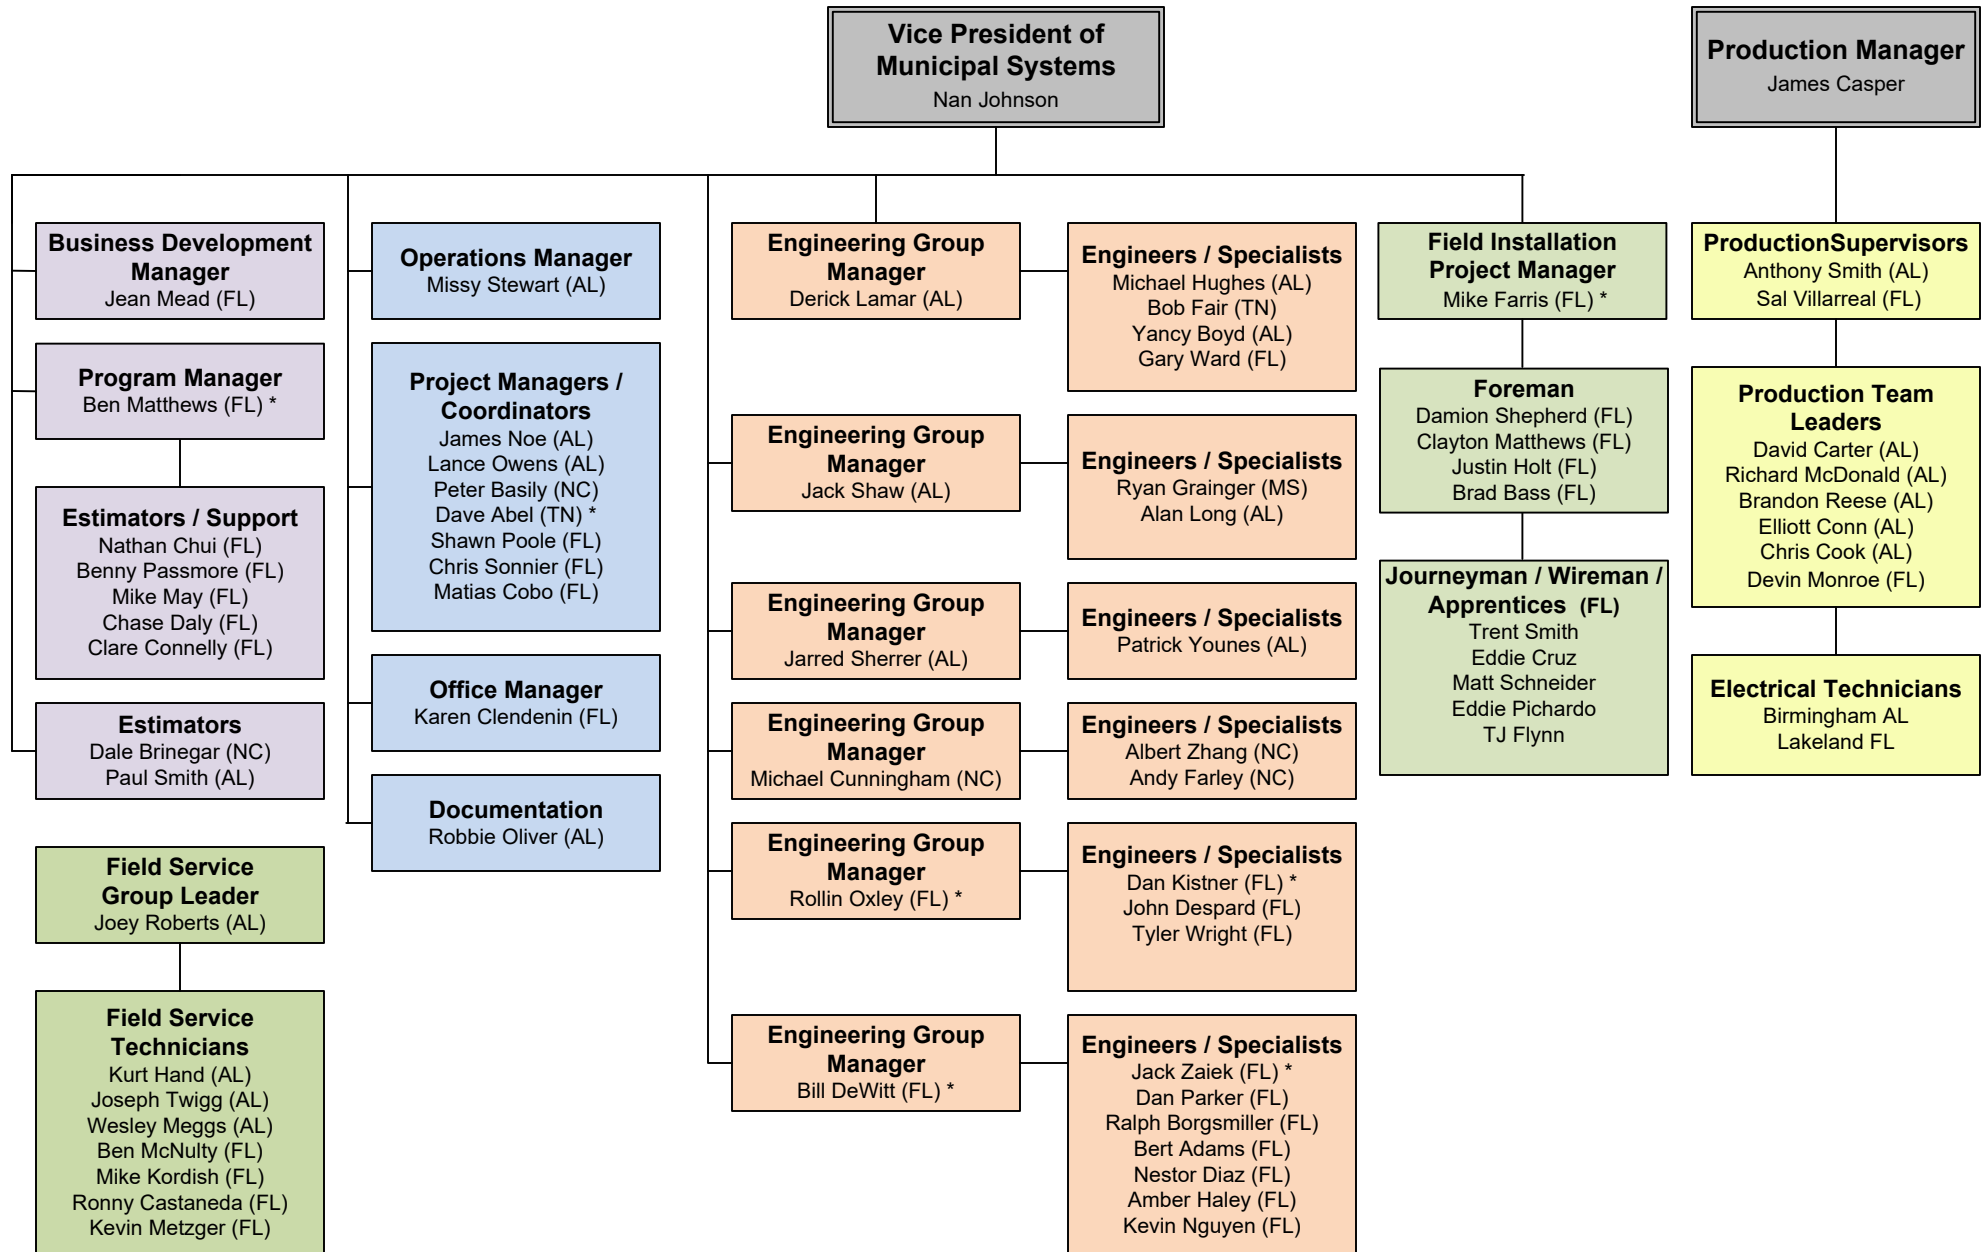 Vice President of
Municipal Systems
Nan Johnson
Production Manager
James Casper
Business Development
Manager
Jean Mead (FL)
Program Manager
Ben Matthews (FL) *
Estimators / Support
Nathan Chui (FL)
Benny Passmore (FL)
Mike May (FL)
Chase Daly (FL)
Clare Connelly (FL)
Estimators
Dale Brinegar (NC)
Paul Smith (AL)
Field Service
Group Leader
Joey Roberts (AL)
Field Service
Technicians
Kurt Hand (AL)
Joseph Twigg (AL)
Wesley Meggs (AL)
Ben McNulty (FL)
Mike Kordish (FL)
Ronny Castaneda (FL)
Kevin Metzger (FL)
Operations Manager
Missy Stewart (AL)
Project Managers /
Coordinators
James Noe (AL)
Lance Owens (AL)
Peter Basily (NC)
Dave Abel (TN) *
Shawn Poole (FL)
Chris Sonnier (FL)
Matias Cobo (FL)
Office Manager
Karen Clendenin (FL)
Documentation
Robbie Oliver (AL)
Engineering Group
Manager
Derick Lamar (AL)
Engineers / Specialists
Michael Hughes (AL)
Bob Fair (TN)
Yancy Boyd (AL)
Gary Ward (FL)
Engineering Group
Manager
Jack Shaw (AL)
Engineers / Specialists
Ryan Grainger (MS)
Alan Long (AL)
Engineering Group
Manager
Jarred Sherrer (AL)
Engineers / Specialists
Patrick Younes (AL)
Engineering Group
Manager
Michael Cunningham (NC)
Engineers / Specialists
Albert Zhang (NC)
Andy Farley (NC)
Engineering Group
Manager
Rollin Oxley (FL) *
Engineers / Specialists
Dan Kistner (FL) *
John Despard (FL)
Tyler Wright (FL)
Engineering Group
Manager
Bill DeWitt (FL) *
Engineers / Specialists
Jack Zaiek (FL) *
Dan Parker (FL)
Ralph Borgsmiller (FL)
Bert Adams (FL)
Nestor Diaz (FL)
Amber Haley (FL)
Kevin Nguyen (FL)
Field Installation
Project Manager
Mike Farris (FL) *
Foreman
Damion Shepherd (FL)
Clayton Matthews (FL)
Justin Holt (FL)
Brad Bass (FL)
Journeyman / Wireman /
Apprentices (FL)
Trent Smith
Eddie Cruz
Matt Schneider
Eddie Pichardo
TJ Flynn
ProductionSupervisors
Anthony Smith (AL)
Sal Villarreal (FL)
Production Team
Leaders
David Carter (AL)
Richard McDonald (AL)
Brandon Reese (AL)
Elliott Conn (AL)
Chris Cook (AL)
Devin Monroe (FL)
Electrical Technicians
Birmingham AL
Lakeland FL